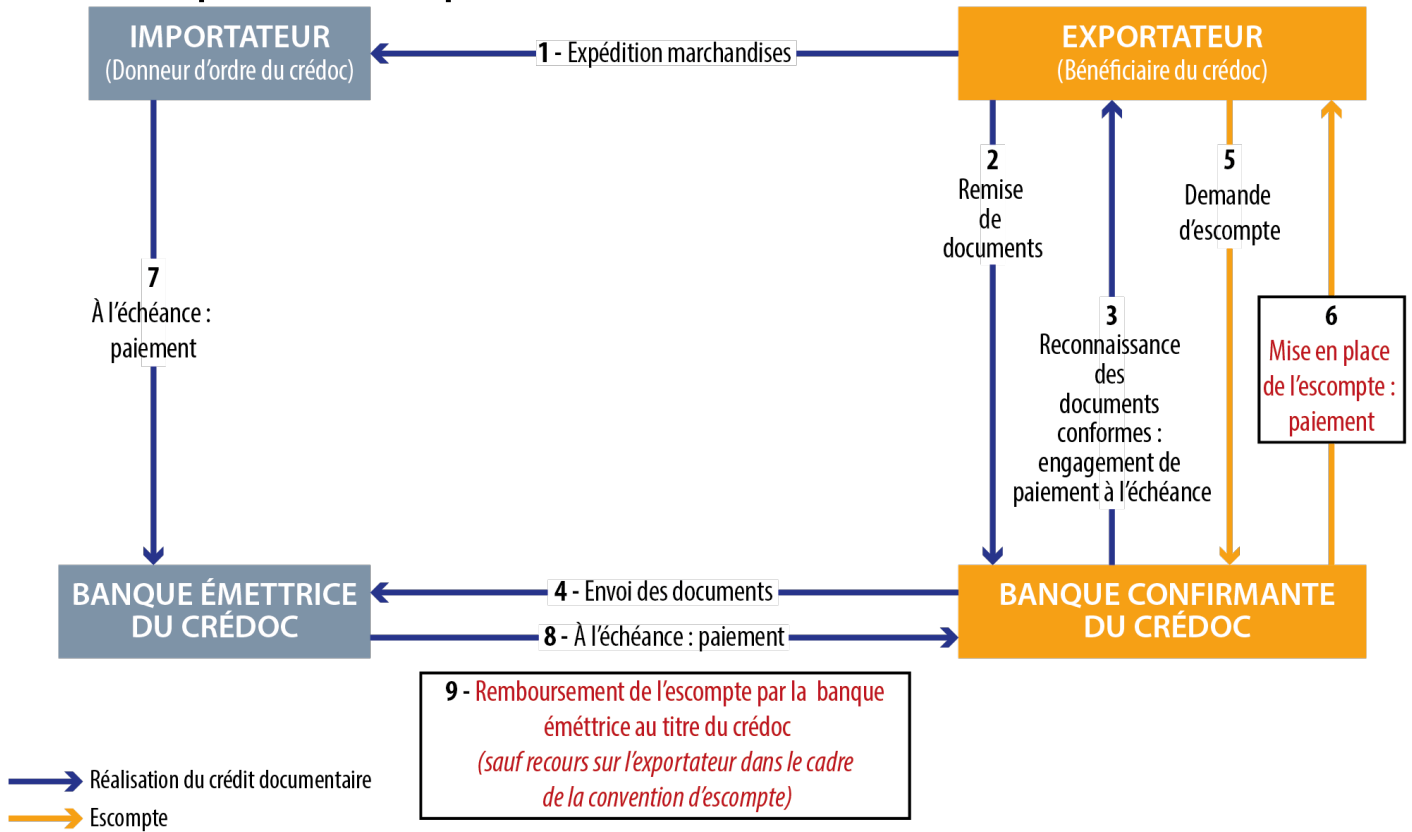 IMPORTATEUR
(Donneur d'ordre du crédoc)
1 - Expédition marchandises
EXPORTATEUR
(Bénéficiaire du crédoc)
2
Remise
de
documents
3
Reconnaissance
des
documents
conformes :
engagement de
paiement à l'échéance
5
Demande
d'escompte
6
Mise en place
de l'escompte :
paiement
7
À l'échéance :
paiement
BANQUE ÉMETTRICE
DU CRÉDOC
4 - Envoi des documents
8 - À l'échéance : paiement
BANQUE CONFIRMANTE
DU CRÉDOC
9 - Remboursement de l'escompte par la banque
éméttrice au titre du crédoc
(sauf recours sur l'exportateur dans le cadre
de la convention d'escompte)
Réalisation du crédit documentaire
Escompte